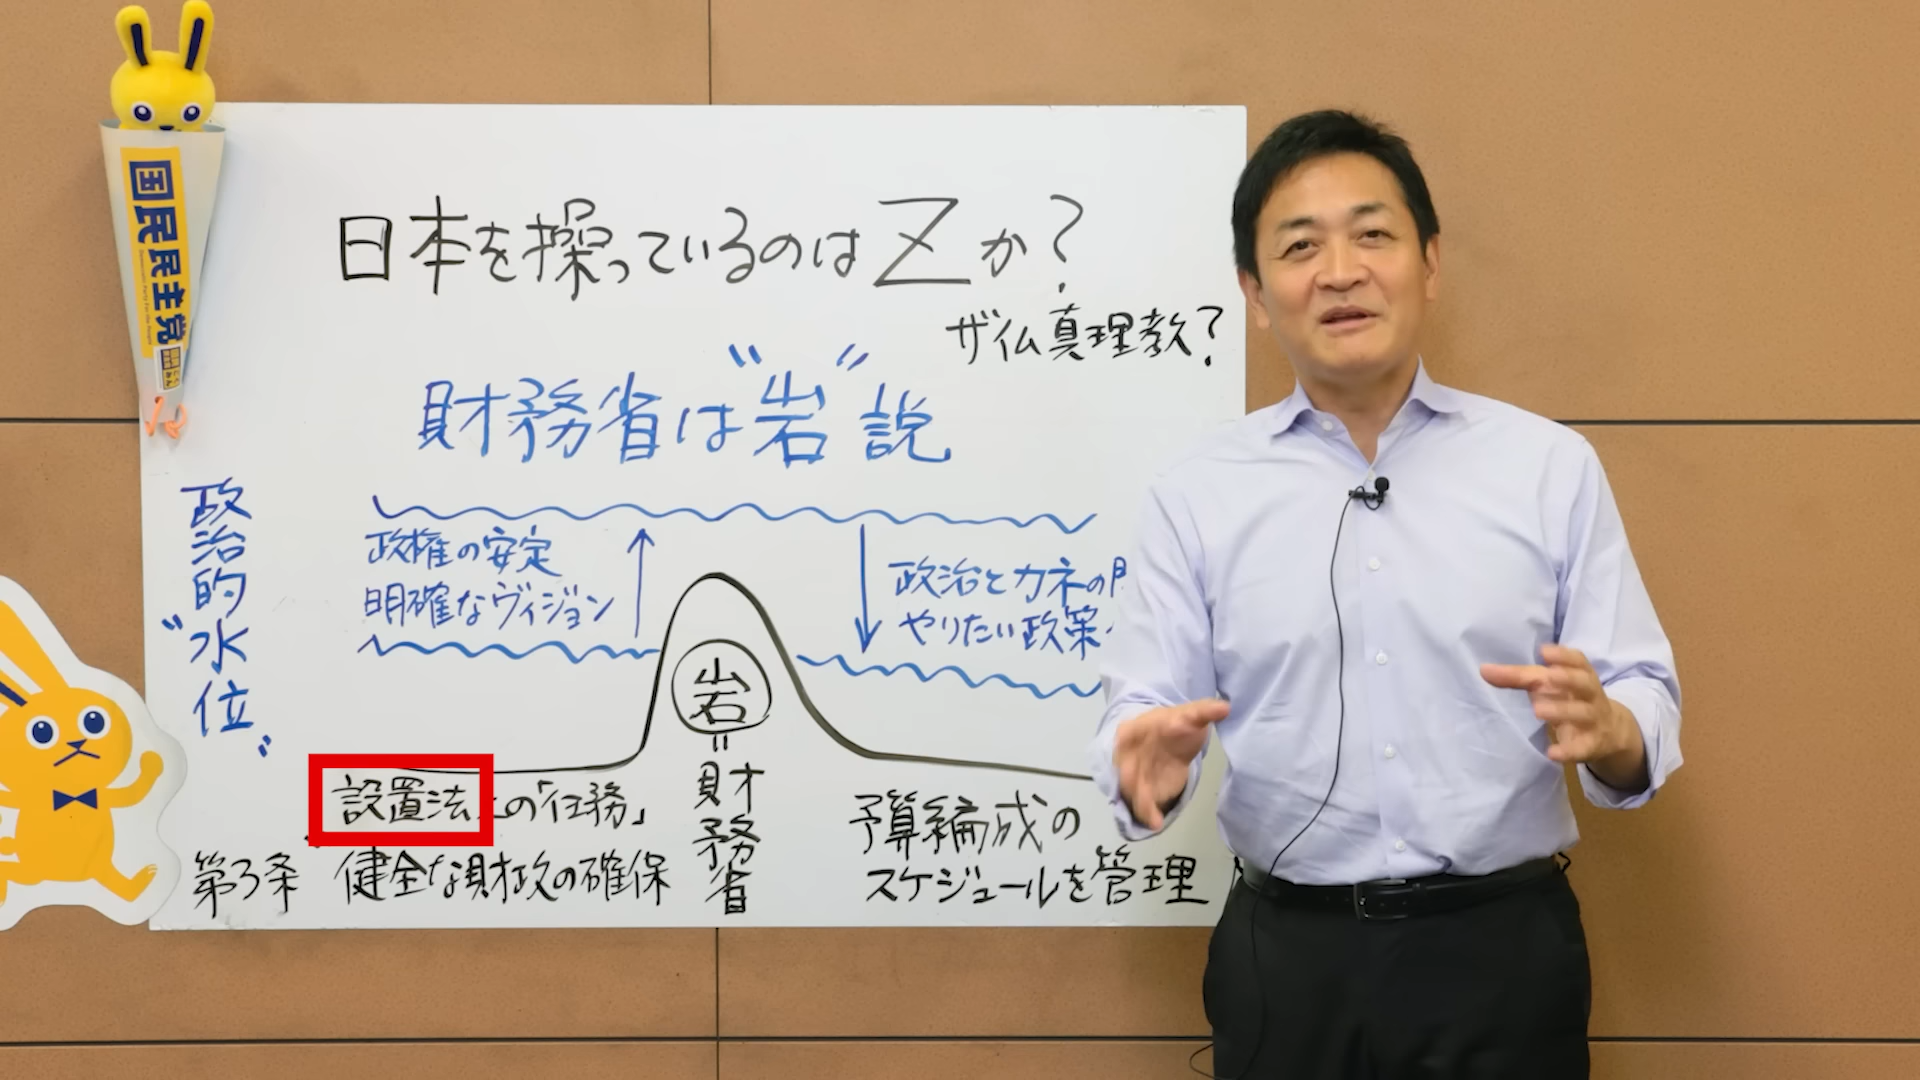 国民民主党
日本を操っているのはZか？
ザイム真理教？
財務省は"岩"説
政治的"水位"
政権の安定
明確なヴィジョン
政治とカネの
やりたい政策
岩
＝
財務省
設置法上の「任務」
第3条 健全な財政の確保
予算編成の
スケジュールを管理